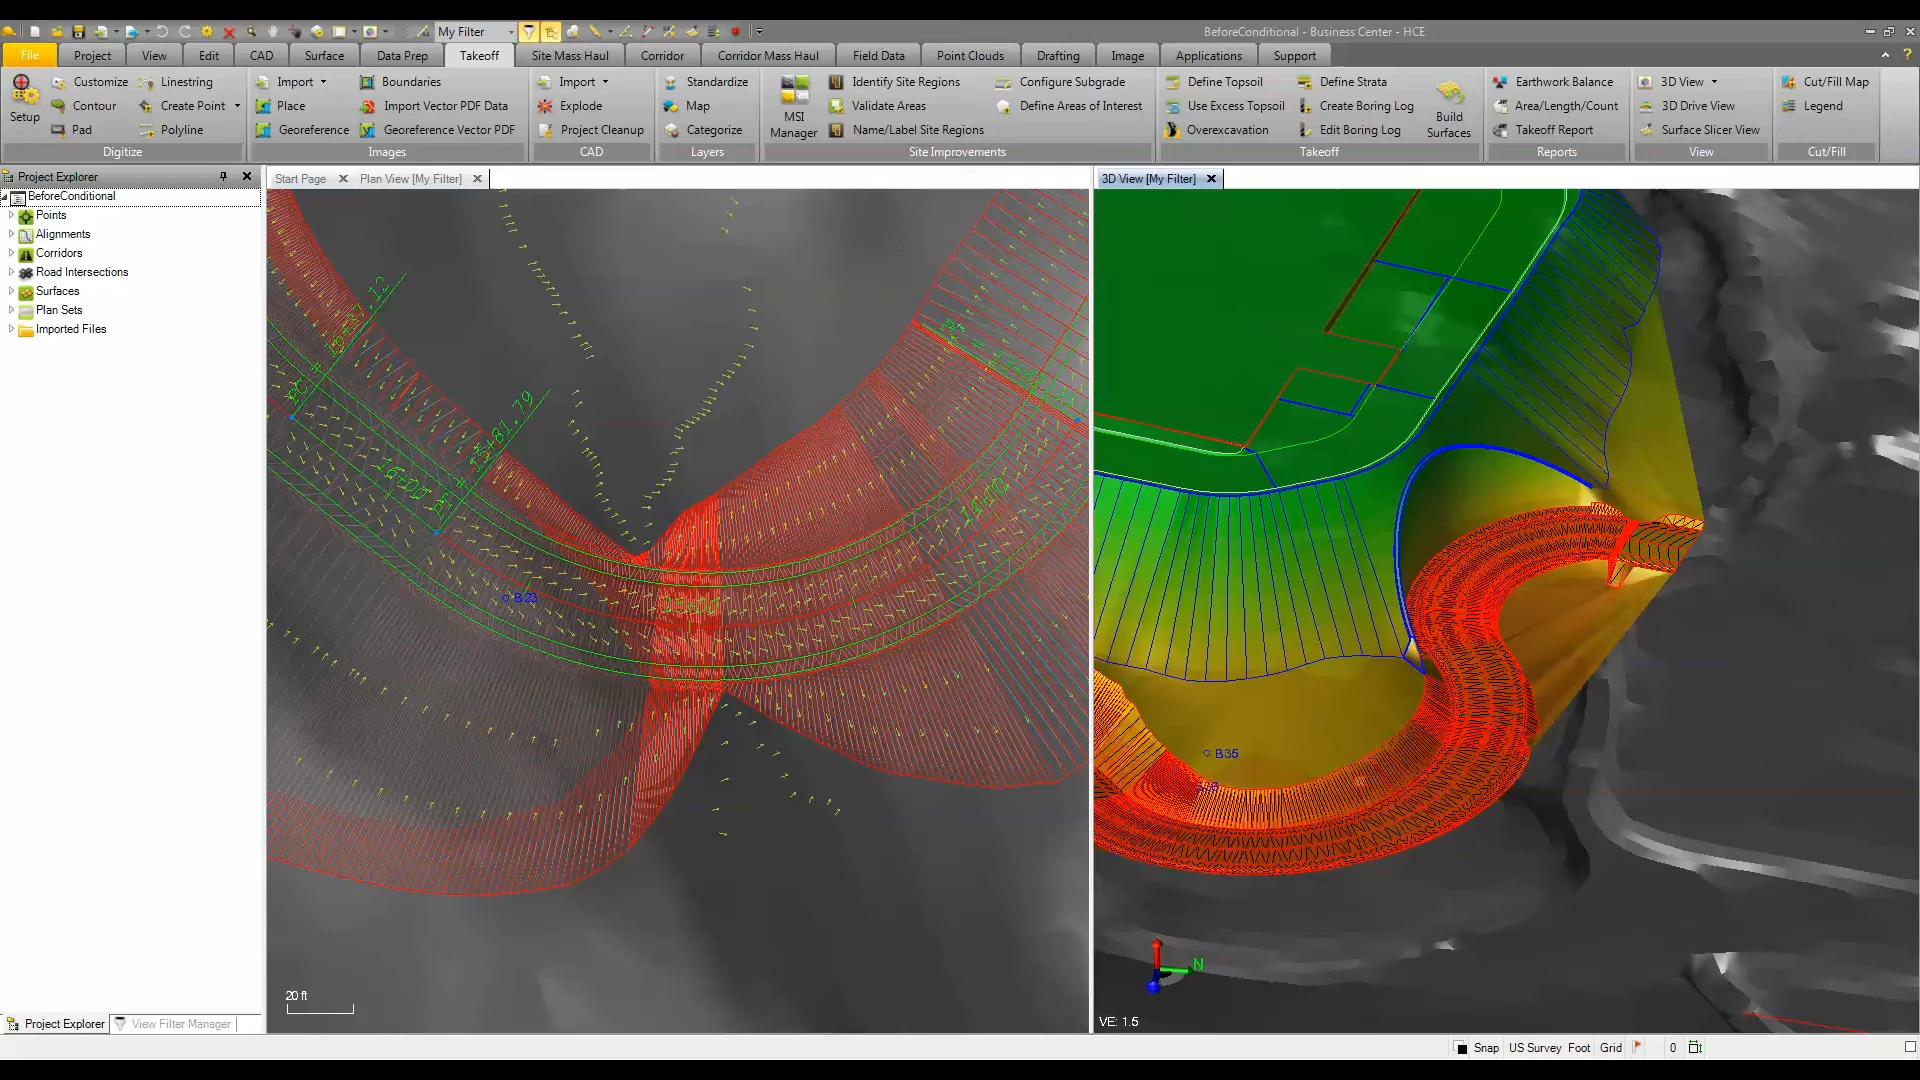 My Filter
BeforeConditional - Business Center - HCE
File Project View Edit CAD Surface Data Prep Takeoff Site Mass Haul Corridor Corridor Mass Haul Field Data Point Clouds Drafting Image Applications Support
Setup
Customize Linestring
Contour Create Point
Pad Polyline
Digitize
Import Boundaries
Place Import Vector PDF Data
Georeference Georeference Vector PDF
Images
Import
Explode
Project Cleanup
CAD
Standardize
Map
Categorize
Layers
MSI Manager
Identify Site Regions Configure Subgrade
Validate Areas Define Areas of Interest
Name/Label Site Regions
Site Improvements
Define Topsoil Define Strata
Use Excess Topsoil Create Boring Log
Overexcavation Edit Boring Log
Build Surfaces
Takeoff
Earthwork Balance
Area/Length/Count
Takeoff Report
Reports
3D View
3D Drive View
Surface Slicer View
View
Cut/Fill Map
Legend
Cut/Fill
Project Explorer
BeforeConditional
Points
Alignments
Corridors
Road Intersections
Surfaces
Plan Sets
Imported Files
Project Explorer View Filter Manager
Start Page Plan View [My Filter]
16+00
B23
20 ft
3D View [My Filter]
B35
N
VE: 1.5
Snap US Survey Foot Grid 0